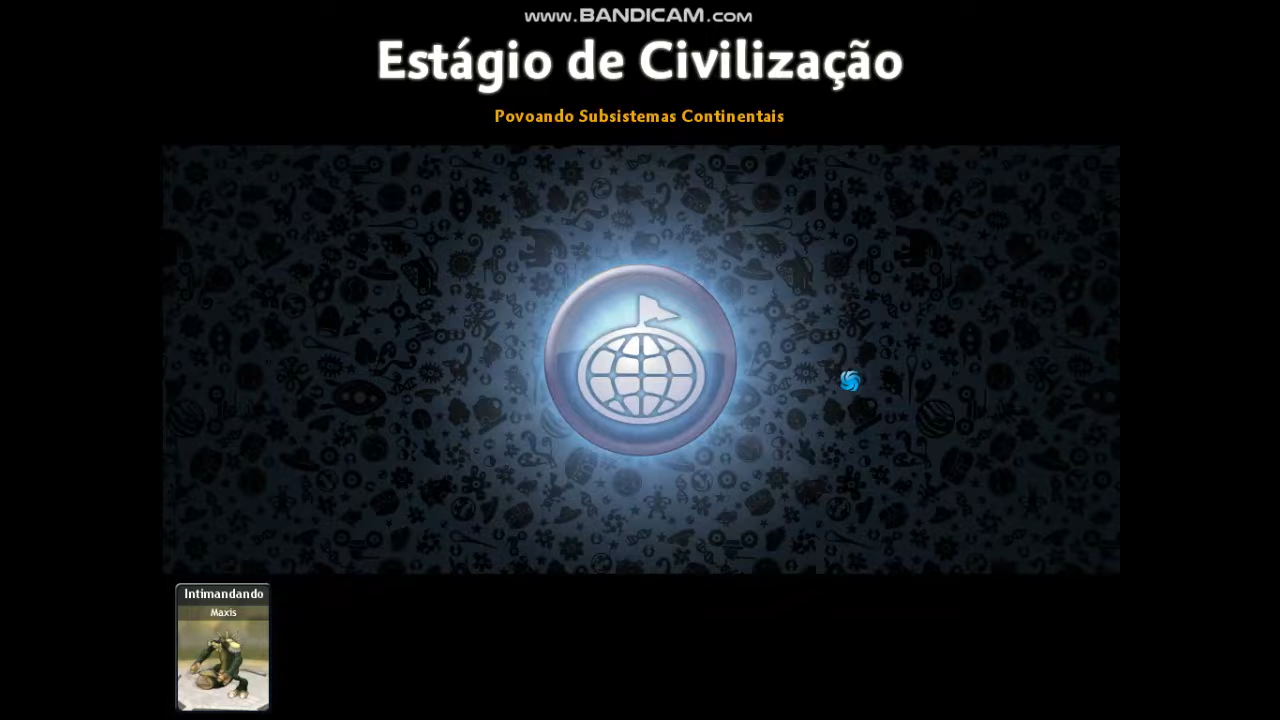 www.BANDICAM.com
Estágio de Civilização
Povoando Subsistemas Continentais
Intimandando
Maxis